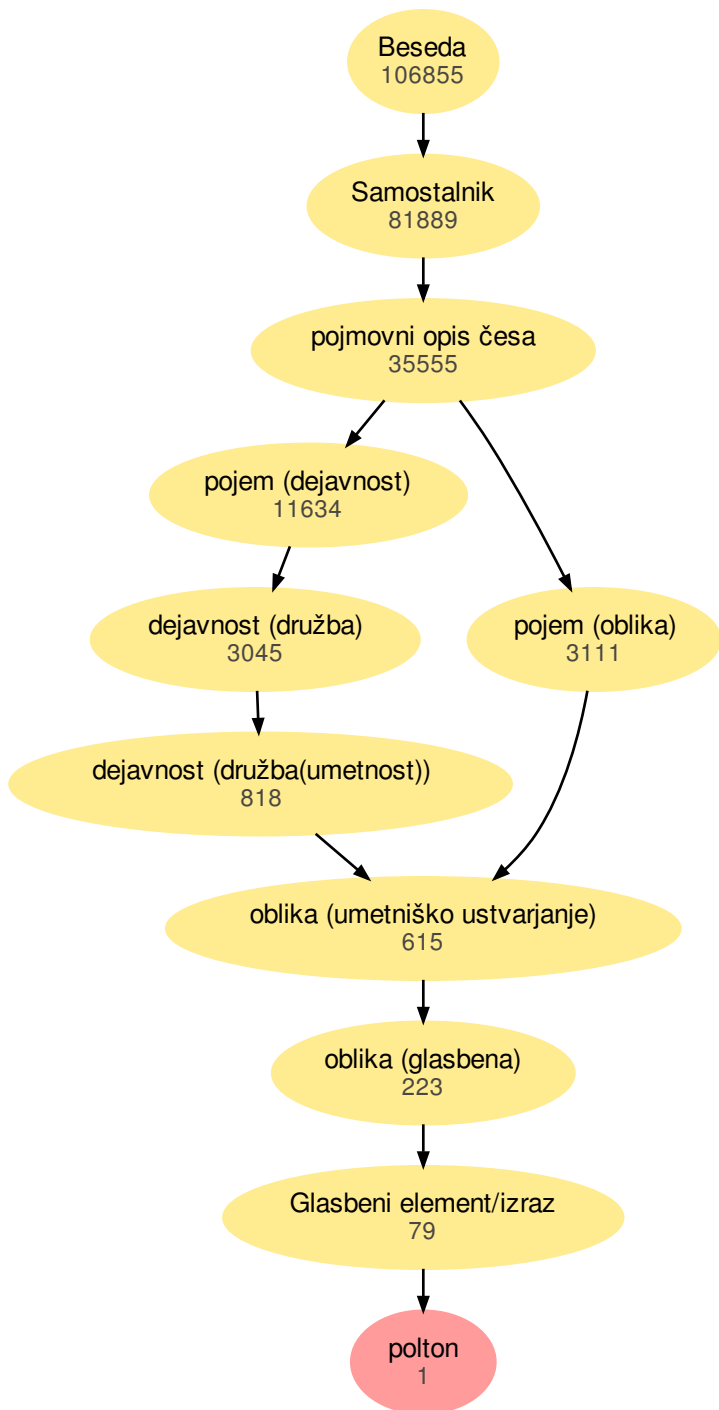 Beseda
106855
Samostalnik
81889
pojmovni opis česa
35555
pojem (dejavnost)
11634
dejavnost (družba)
3045
pojem (oblika)
3111
dejavnost (družba(umetnost))
818
oblika (umetniško ustvarjanje)
615
oblika (glasbena)
223
Glasbeni element/izraz
79
polton
1